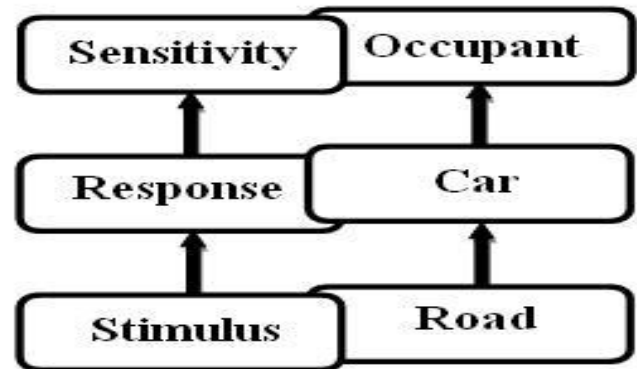 Sensitivity
Occupant
Response
Car
Stimulus
Road